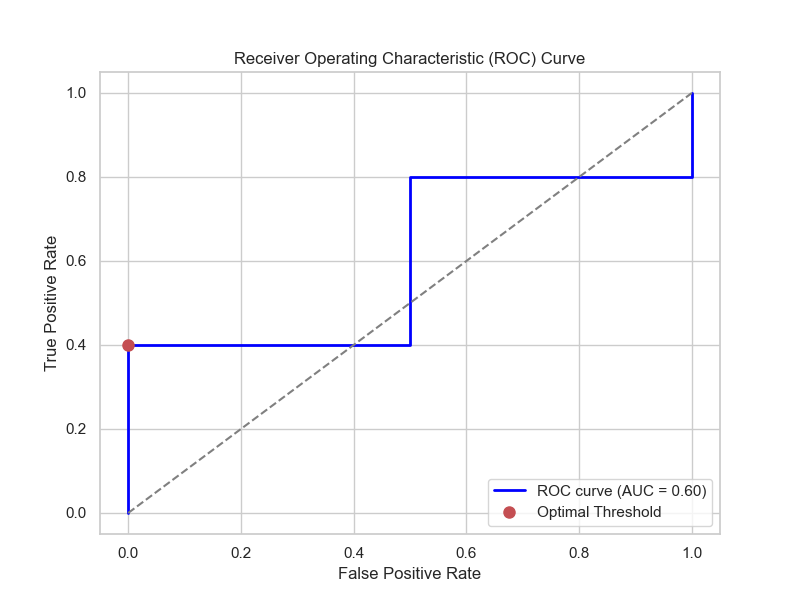 Receiver Operating Characteristic (ROC) Curve
True Positive Rate
1.0
0.8
0.6
0.4
0.2
0.0
ROC curve (AUC = 0.60)
Optimal Threshold
0.0 0.2 0.4 0.6 0.8 1.0
False Positive Rate